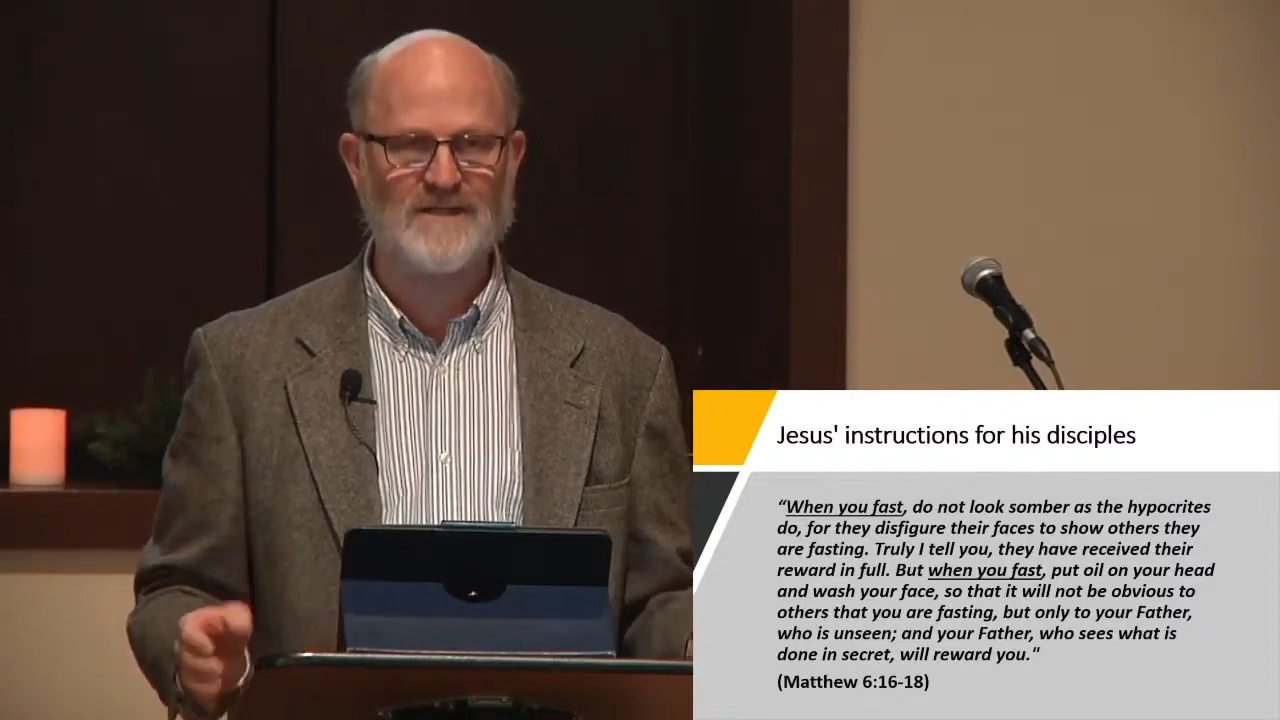 Jesus' instructions for his disciples
“When you fast, do not look somber as the hypocrites
do, for they disfigure their faces to show others they
are fasting. Truly I tell you, they have received their
reward in full. But when you fast, put oil on your head
and wash your face, so that it will not be obvious to
others that you are fasting, but only to your Father,
who is unseen; and your Father, who sees what is
done in secret, will reward you."
(Matthew 6:16-18)